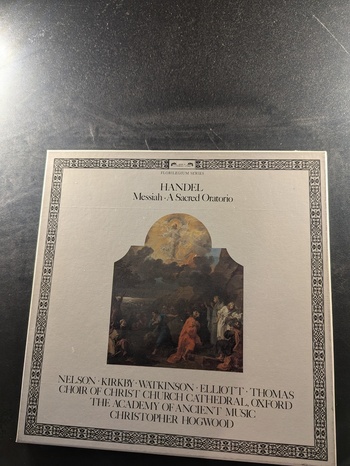 FLORILEGIUM SERIES
HANDEL
Messiah · A Sacred Oratorio
NELSON · KIRKBY · WATKINSON · ELLIOTT · THOMAS
CHOIR OF CHRIST CHURCH CATHEDRAL, OXFORD
THE ACADEMY OF ANCIENT MUSIC
CHRISTOPHER HOGWOOD